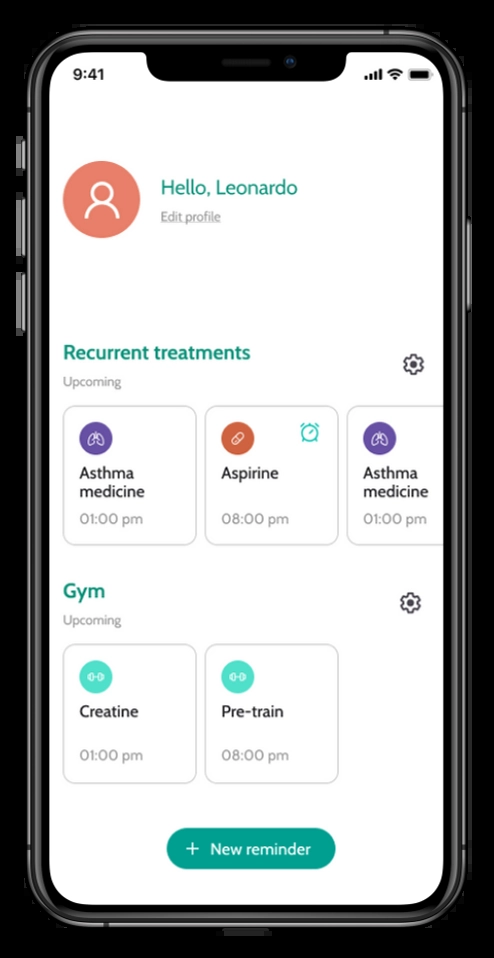 9:41
Hello, Leonardo
Edit profile
Recurrent treatments
Upcoming
Asthma
medicine
01:00 pm
Aspirine
08:00 pm
Asthma
medicine
01:00 pm
Gym
Upcoming
Creatine
01:00 pm
Pre-train
08:00 pm
+ New reminder